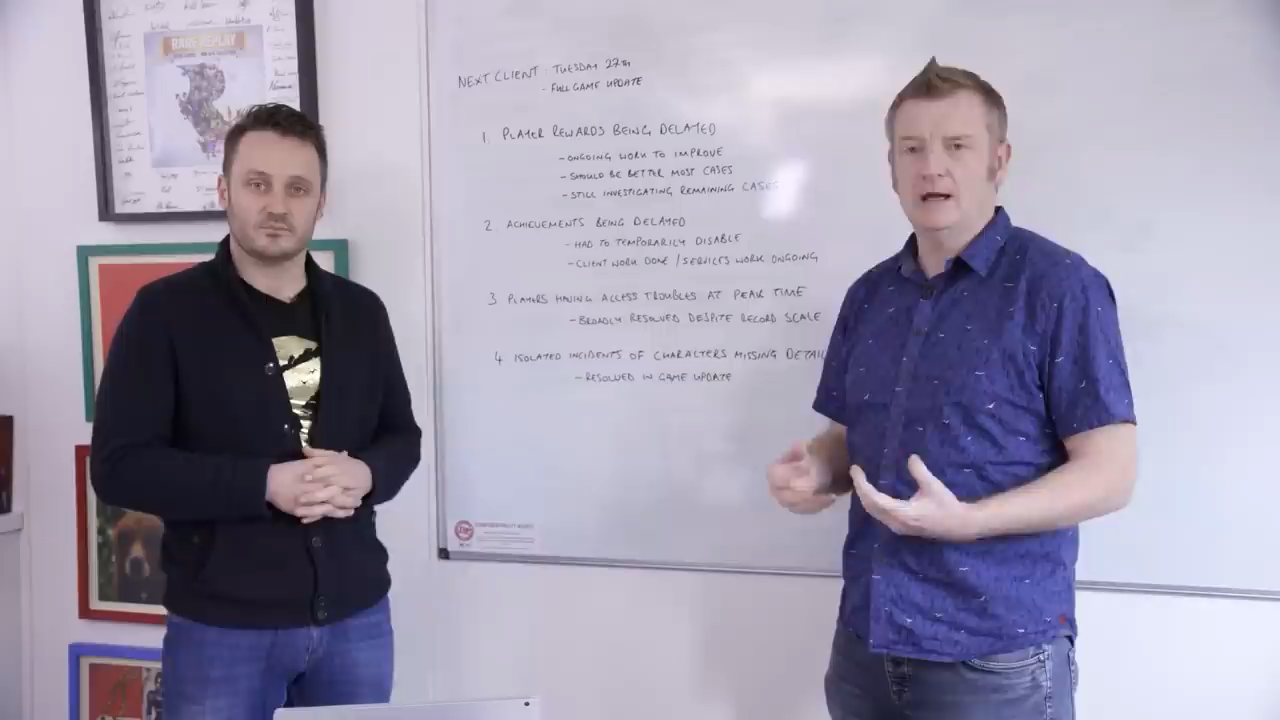 RARE REPLAY
NEXT CLIENT : TUESDAY 27TH
- FULL GAME UPDATE
1. PLAYER REWARDS BEING DELAYED
- ONGOING WORK TO IMPROVE
- SHOULD BE BETTER MOST CASES
- STILL INVESTIGATING REMAINING CASES
2. ACHIEVEMENTS BEING DELAYED
- HAD TO TEMPORARILY DISABLE
- CLIENT WORK DONE / SERVICES WORK ONGOING
3 PLAYERS HAVING ACCESS TROUBLES AT PEAK TIME
- BROADLY RESOLVED DESPITE RECORD SCALE
4 ISOLATED INCIDENTS OF CHARACTERS MISSING DETAIL
- RESOLVED IN GAME UPDATE